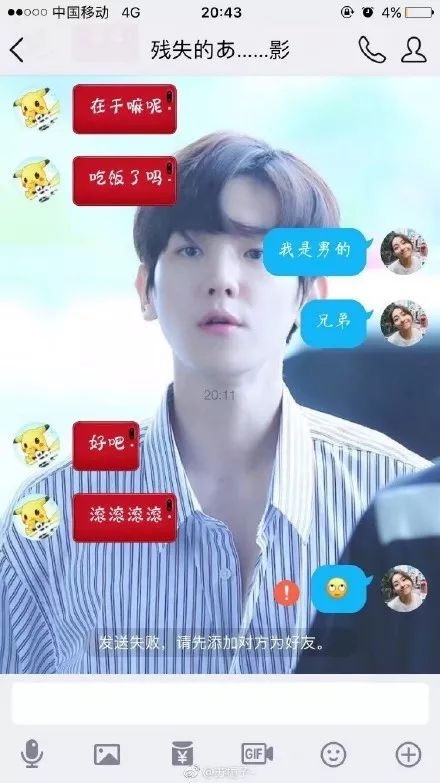 中国移动 4G 20:43 4%
残失的あ……影
在干嘛呢
吃饭了吗
我是男的
兄弟
20:11
好吧
滚滚滚滚
!
发送失败，请先添加对方为好友。
GIF